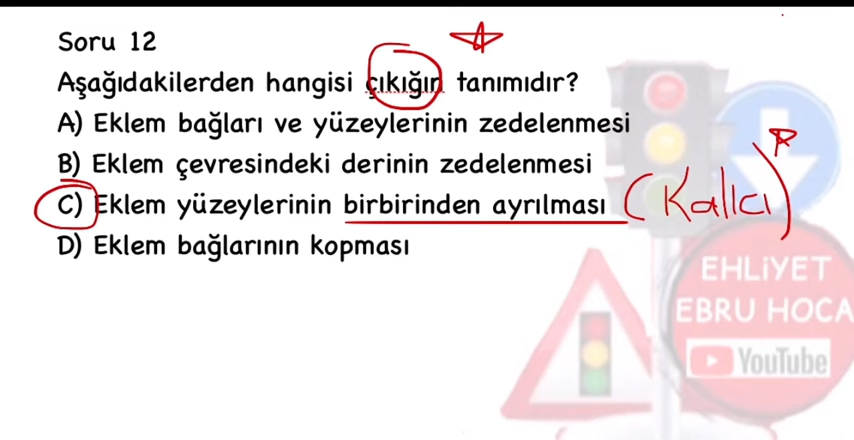 Soru 12
Aşağıdakilerden hangisi çıkığın tanımıdır?
A) Eklem bağları ve yüzeylerinin zedelenmesi
B) Eklem çevresindeki derinin zedelenmesi
C) Eklem yüzeylerinin birbirinden ayrılması (Kalıcı)
D) Eklem bağlarının kopması
EHLİYET
EBRU HOCA
YouTube